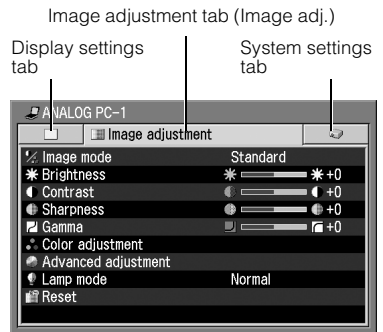 Image adjustment tab (Image adj.)
Display settings tab
System settings tab
ANALOG PC-1
Image adjustment
Image mode Standard
Brightness +0
Contrast +0
Sharpness +0
Gamma +0
Color adjustment
Advanced adjustment
Lamp mode Normal
Reset